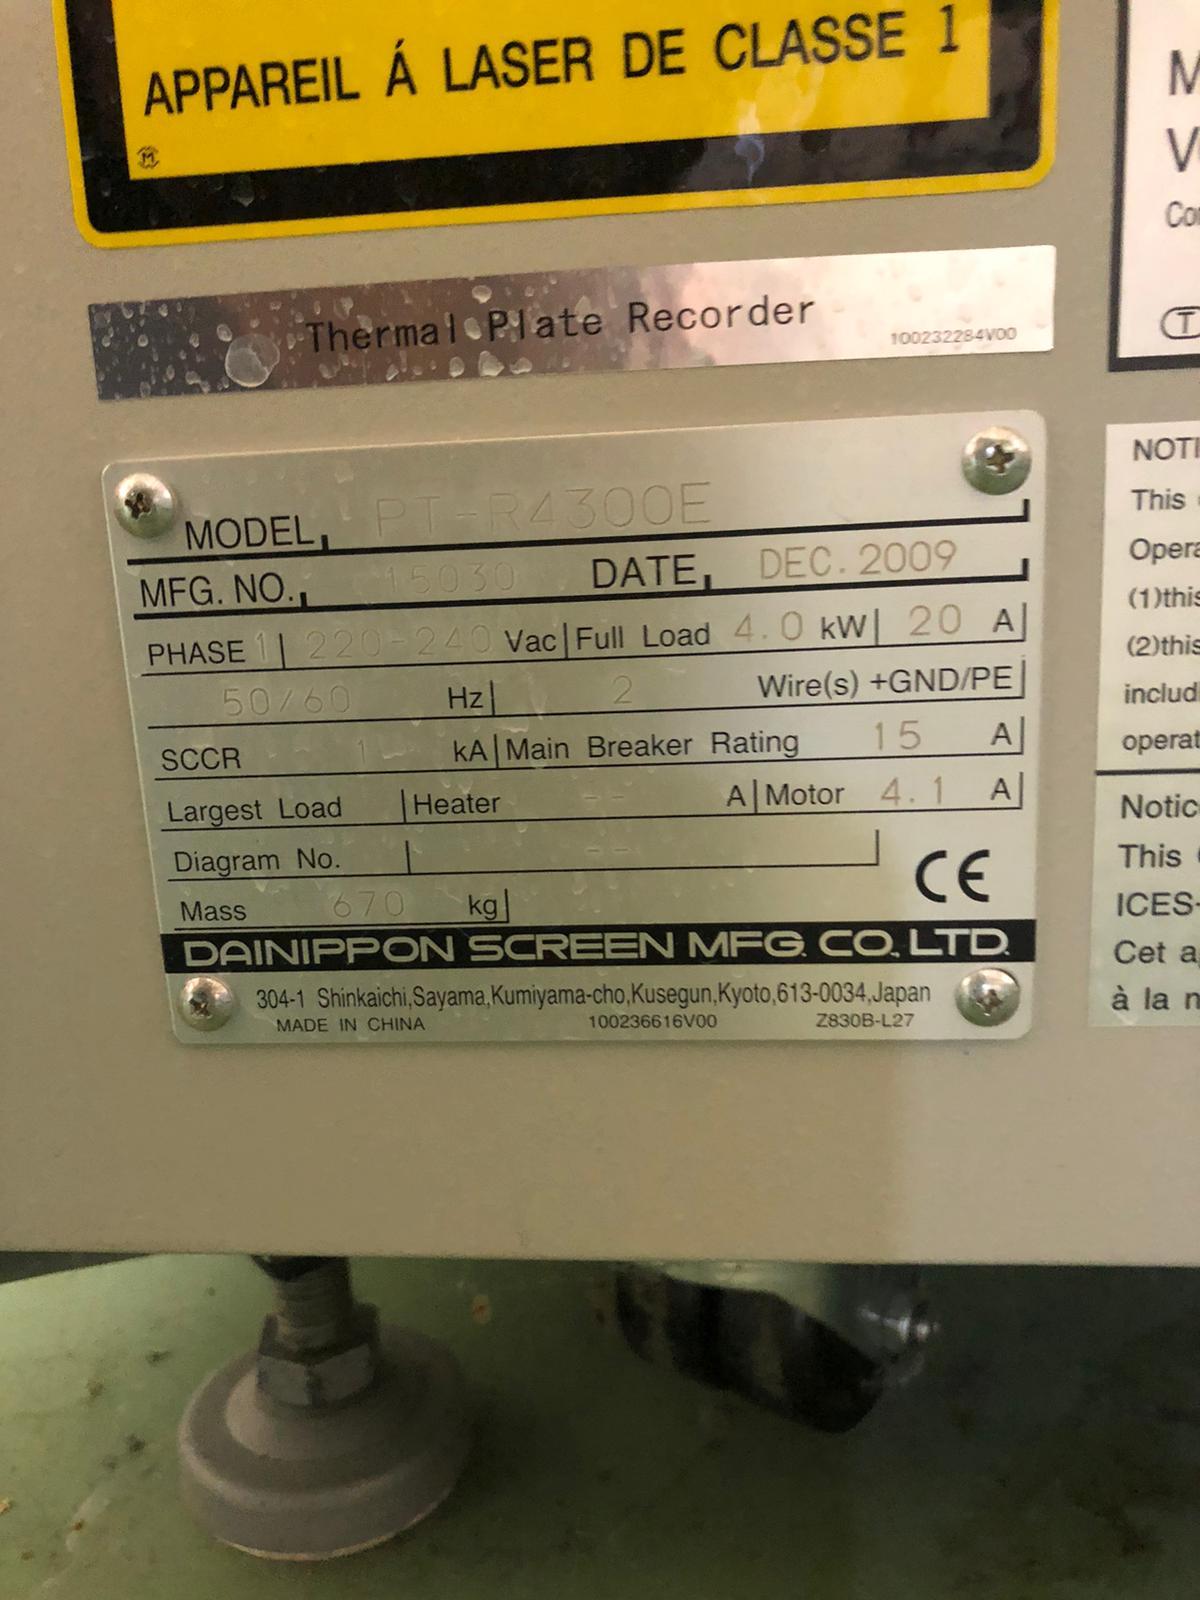 APPAREIL Á LASER DE CLASSE 1
Thermal Plate Recorder 100232284V00
MODEL PT R4300E
MFG. NO. 15030 DATE DEC. 2009
PHASE 1 220-240 Vac Full Load 4.0 kW 20 A
50/60 Hz 2 Wire(s) +GND/PE
SCCR 1 kA Main Breaker Rating 15 A
Largest Load Heater -- A Motor 4.1 A
Diagram No. --
Mass 670 kg
CE
DAINIPPON SCREEN MFG. CO., LTD.
304-1 Shinkaichi,Sayama,Kumiyama-cho,Kusegun,Kyoto,613-0034,Japan
MADE IN CHINA 100236616V00 Z830B-L27
NOTI
This
Opera
(1)this
(2)this
includi
operat
Notice
This
ICES-
Cet a
à la m